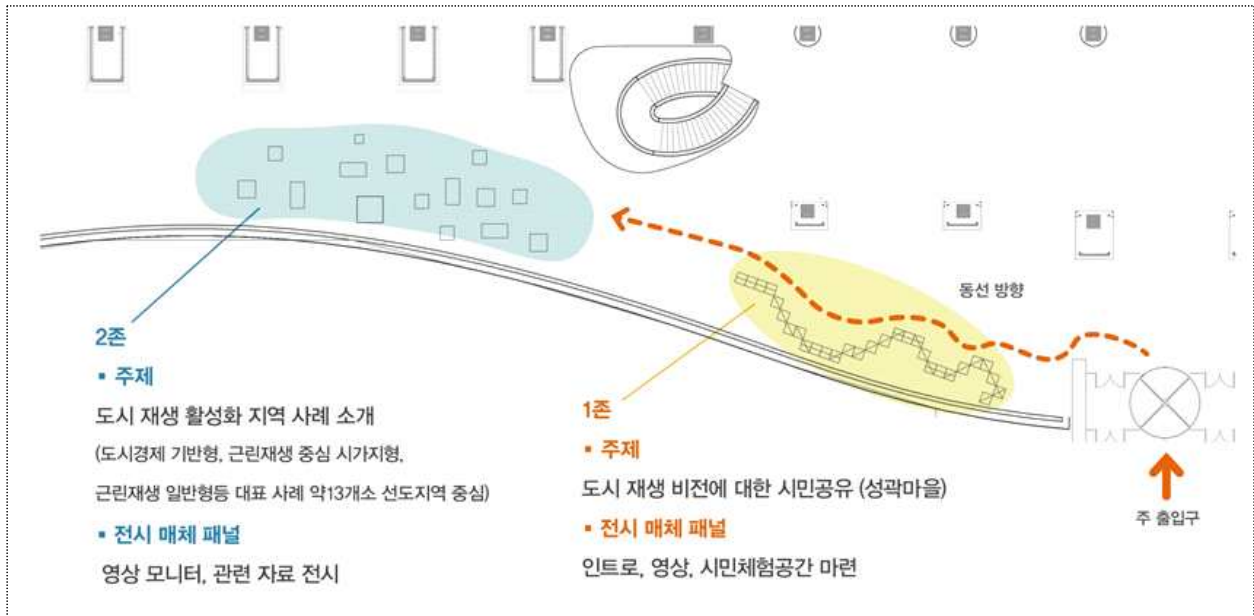 동선 방향
주 출입구
2존
▪ 주제
도시 재생 활성화 지역 사례 소개
(도시경제 기반형, 근린재생 중심 시가지형,
근린재생 일반형등 대표 사례 약13개소 선도지역 중심)
▪ 전시 매체 패널
영상 모니터, 관련 자료 전시
1존
▪ 주제
도시 재생 비전에 대한 시민공유 (성곽마을)
▪ 전시 매체 패널
인트로, 영상, 시민체험공간 마련